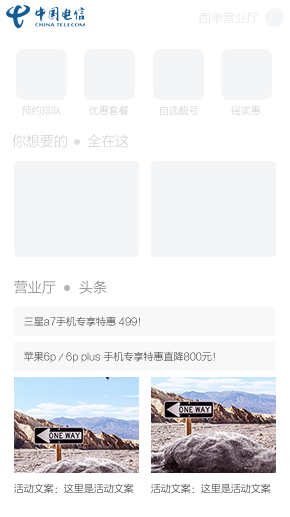 中国电信
CHINA TELECOM
西单营业厅
预约排队 优惠套餐 自选靓号 摇实惠
你想要的 ● 全在这
营业厅 ● 头条
三星a7手机专享特惠 499!
苹果6p / 6p plus 手机专享特惠直降800元!
ONE WAY ONE WAY
活动文案：这里是活动文案 活动文案：这里是活动文案